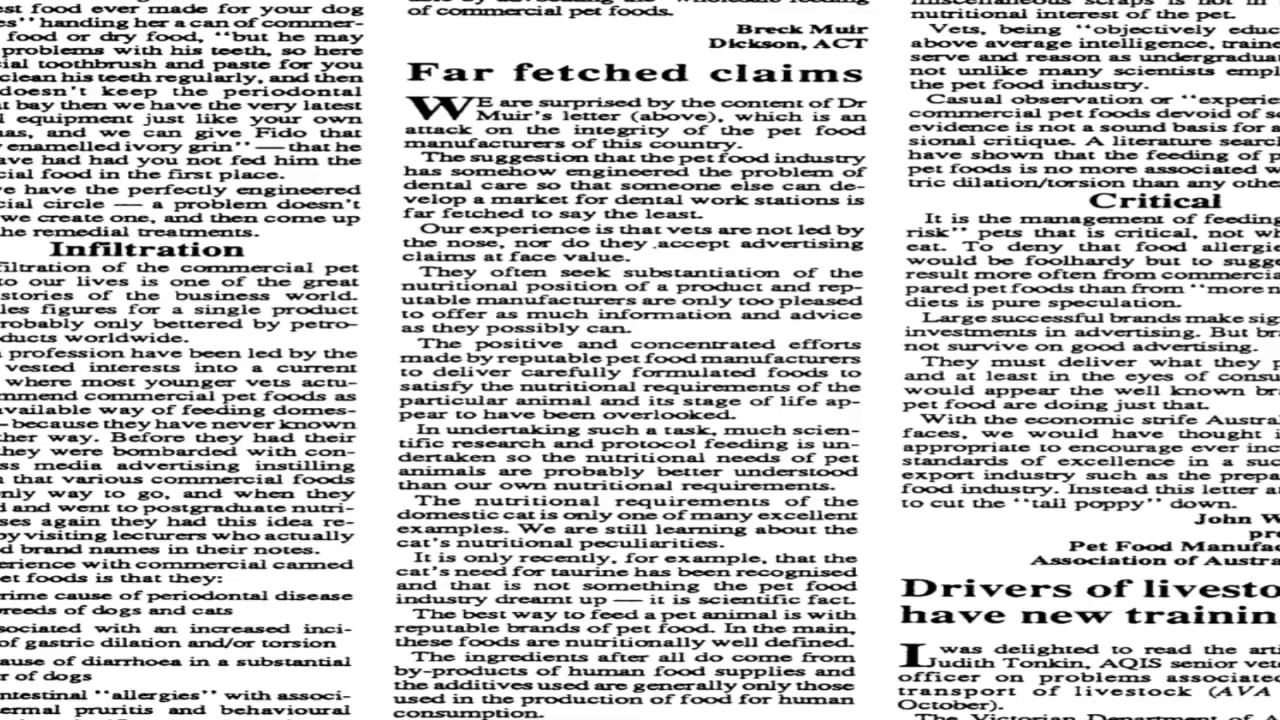 est food ever made for your dog
es'' handing her a can of commer-
food or dry food, ''but he may
problems with his teeth, so here
cial toothbrush and paste for you
clean his teeth regularly, and then
doesn't keep the periodontal
t bay then we have the very latest
l equipment just like your own
has, and we can give Fido that
enamelled ivory grin'' — that he
ave had had you not fed him the
cial food in the first place.
e have the perfectly engineered
cial circle — a problem doesn't
we create one, and then come up
he remedial treatments.
Infiltration
filtration of the commercial pet
to our lives is one of the great
stories of the business world.
les figures for a single product
robably only bettered by petro-
ducts worldwide.
profession have been led by the
vested interests into a current
where most younger vets actu-
mmend commercial pet foods as
vailable way of feeding domes-
— because they have never known
her way. Before they had their
they were bombarded with con-
ss media advertising instilling
n that various commercial foods
nly way to go, and when they
d and went to postgraduate nutri-
ses again they had this idea re-
by visiting lecturers who actually
d brand names in their notes.
erience with commercial canned
et foods is that they:
rime cause of periodontal disease
breeds of dogs and cats
sociated with an increased inci-
of gastric dilation and/or torsion
ause of diarrhoea in a substantial
r of dogs
ntestinal ''allergies'' with associ-
ermal pruritis and behavioural
of commercial pet foods.
Breck Muir
Dickson, ACT
Far fetched claims
WE are surprised by the content of Dr
Muir's letter (above), which is an
attack on the integrity of the pet food
manufacturers of this country.
The suggestion that the pet food industry
has somehow engineered the problem of
dental care so that someone else can de-
velop a market for dental work stations is
far fetched to say the least.
Our experience is that vets are not led by
the nose, nor do they accept advertising
claims at face value.
They often seek substantiation of the
nutritional position of a product and rep-
utable manufacturers are only too pleased
to offer as much information and advice
as they possibly can.
The positive and concentrated efforts
made by reputable pet food manufacturers
to deliver carefully formulated foods to
satisfy the nutritional requirements of the
particular animal and its stage of life ap-
pear to have been overlooked.
In undertaking such a task, much scien-
tific research and protocol feeding is un-
dertaken so the nutritional needs of pet
animals are probably better understood
than our own nutritional requirements.
The nutritional requirements of the
domestic cat is only one of many excellent
examples. We are still learning about the
cat's nutritional peculiarities.
It is only recently, for example, that the
cat's need for taurine has been recognised
and that is not something the pet food
industry dreamt up — it is scientific fact.
The best way to feed a pet animal is with
reputable brands of pet food. In the main,
these foods are nutritionally well defined.
The ingredients after all do come from
by-products of human food supplies and
the additives used are generally only those
used in the production of food for human
consumption.
nutritional interest of the pet.
Vets, being ''objectively educ
above average intelligence, traine
serve and reason as undergraduat
not unlike many scientists empl
the pet food industry.
Casual observation or ''experie
commercial pet foods devoid of s
evidence is not a sound basis for a
sional critique. A literature search
have shown that the feeding of p
pet foods is no more associated w
tric dilation/torsion than any othe
Critical
It is the management of feeding
risk'' pets that is critical, not wh
eat. To deny that food allergie
would be foolhardy but to sugge
result more often from commercia
pared pet foods than from ''more n
diets is pure speculation.
Large successful brands make sig
investments in advertising. But br
not survive on good advertising.
They must deliver what they p
and at least in the eyes of consu
would appear the well known br
pet food are doing just that.
With the economic strife Austra
faces, we would have thought i
appropriate to encourage ever inc
standards of excellence in a suc
export industry such as the prepa
food industry. Instead this letter a
to cut the ''tall poppy'' down.
John W
pre
Pet Food Manufac
Association of Austra
Drivers of livesto
have new trainin
I was delighted to read the arti
Judith Tonkin, AQIS senior vet
officer on problems associated
transport of livestock (AVA
October).
The Victorian Department of A